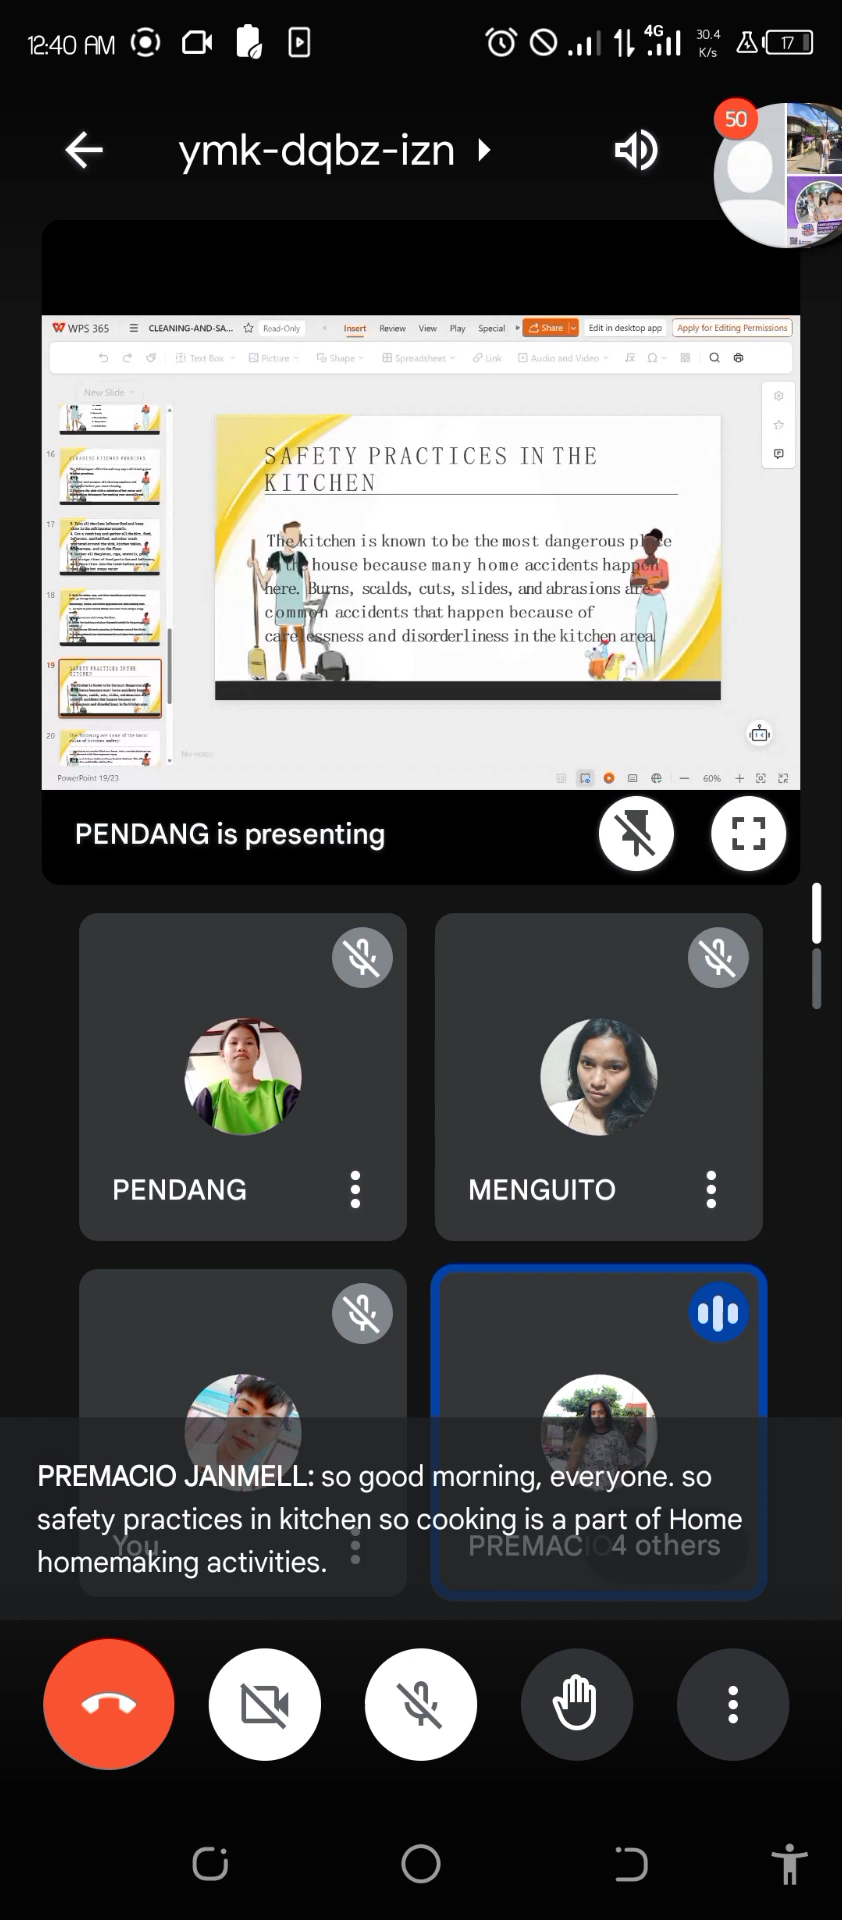 12:40 AM
4G
30.4
K/s
17
ymk-dqbz-izn
50
WPS 365
CLEANING-AND-SA...
Read-Only
Insert
Review
View
Play
Special
Share
Edit in desktop app
Apply for Editing Permissions
Text Box
Picture
Shape
Spreadsheet
Link
Audio and Video
New Slide
16
17
18
19
20
SAFETY PRACTICES IN THE
KITCHEN
The kitchen is known to be the most dangerous place
in the house because many home accidents happen
here. Burns, scalds, cuts, slides, and abrasions are
common accidents that happen because of
carelessness and disorderliness in the kitchen area.
PowerPoint 19/23
60%
PENDANG is presenting
PENDANG
MENGUITO
PREMACIO JANMELL: so good morning, everyone. so
safety practices in kitchen so cooking is a part of Home
homemaking activities.
You
PREMACIO
4 others